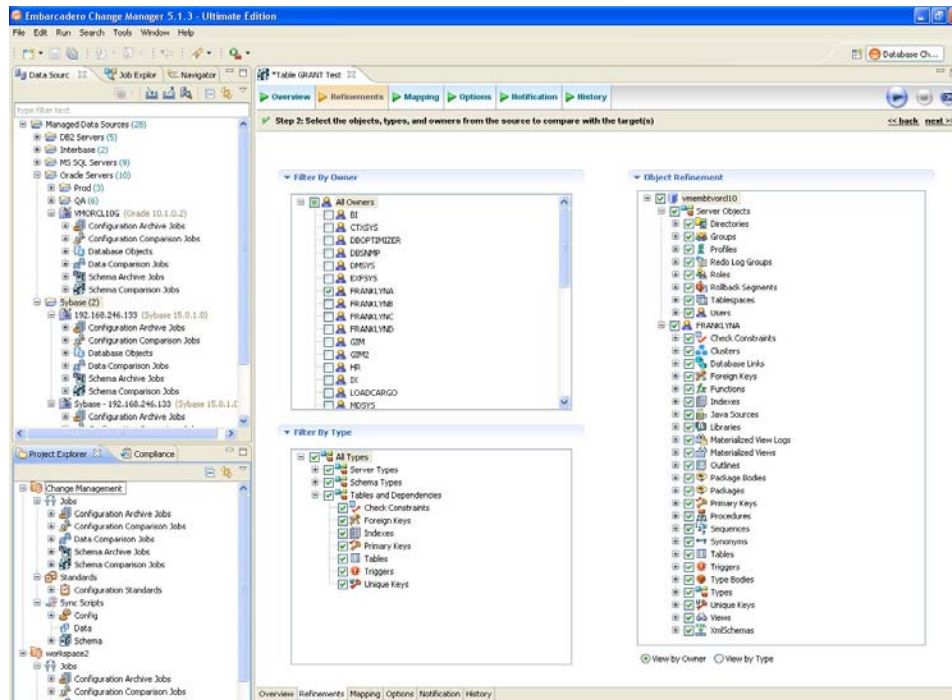 Embarcadero Change Manager 5.1.3 - Ultimate Edition
File Edit Run Search Tools Window Help
Database Ch...
Data Sourc
Job Explor
Navigator
type filter text
Managed Data Sources (28)
DB2 Servers (5)
Interbase (2)
MS SQL Servers (9)
Oracle Servers (10)
Prod (3)
QA (6)
VMORCL10G (Oracle 10.1.0.2)
Configuration Archive Jobs
Configuration Comparison Jobs
Database Objects
Data Comparison Jobs
Schema Archive Jobs
Schema Comparison Jobs
Sybase (2)
192.168.246.133 (Sybase 15.0.1.0)
Configuration Archive Jobs
Configuration Comparison Jobs
Database Objects
Data Comparison Jobs
Schema Archive Jobs
Schema Comparison Jobs
Sybase - 192.168.246.133 (Sybase 15.0.1.0
Configuration Archive Jobs
Project Explorer
Compliance
Change Management
Jobs
Configuration Archive Jobs
Configuration Comparison Jobs
Data Comparison Jobs
Schema Archive Jobs
Schema Comparison Jobs
Standards
Configuration Standards
Sync Scripts
Config
Data
Schema
workspace2
Jobs
Configuration Archive Jobs
Configuration Comparison Jobs
*Table GRANT Test
Overview Refinements Mapping Options Notification History
Step 2: Select the objects, types, and owners from the source to compare with the target(s)
<< back next >
Filter By Owner
All Owners
BI
CTXSYS
DBOPTIMIZER
DBSNMP
DMSYS
EXFSYS
FRANKLYNA
FRANKLYNB
FRANKLYNC
FRANKLYND
GIM
GIM2
HR
IX
LOADCARGO
MDSYS
Filter By Type
All Types
Server Types
Schema Types
Tables and Dependencies
Check Constraints
Foreign Keys
Indexes
Primary Keys
Tables
Triggers
Unique Keys
Object Refinement
vmembtvorcl10
Server Objects
Directories
Groups
Profiles
Redo Log Groups
Roles
Rollback Segments
Tablespaces
Users
FRANKLYNA
Check Constraints
Clusters
Database Links
Foreign Keys
Functions
Indexes
Java Sources
Libraries
Materialized View Logs
Materialized Views
Outlines
Package Bodies
Packages
Primary Keys
Procedures
Sequences
Synonyms
Tables
Triggers
Type Bodies
Types
Unique Keys
Views
XmlSchemas
View by Owner View by Type
Overview Refinements Mapping Options Notification History